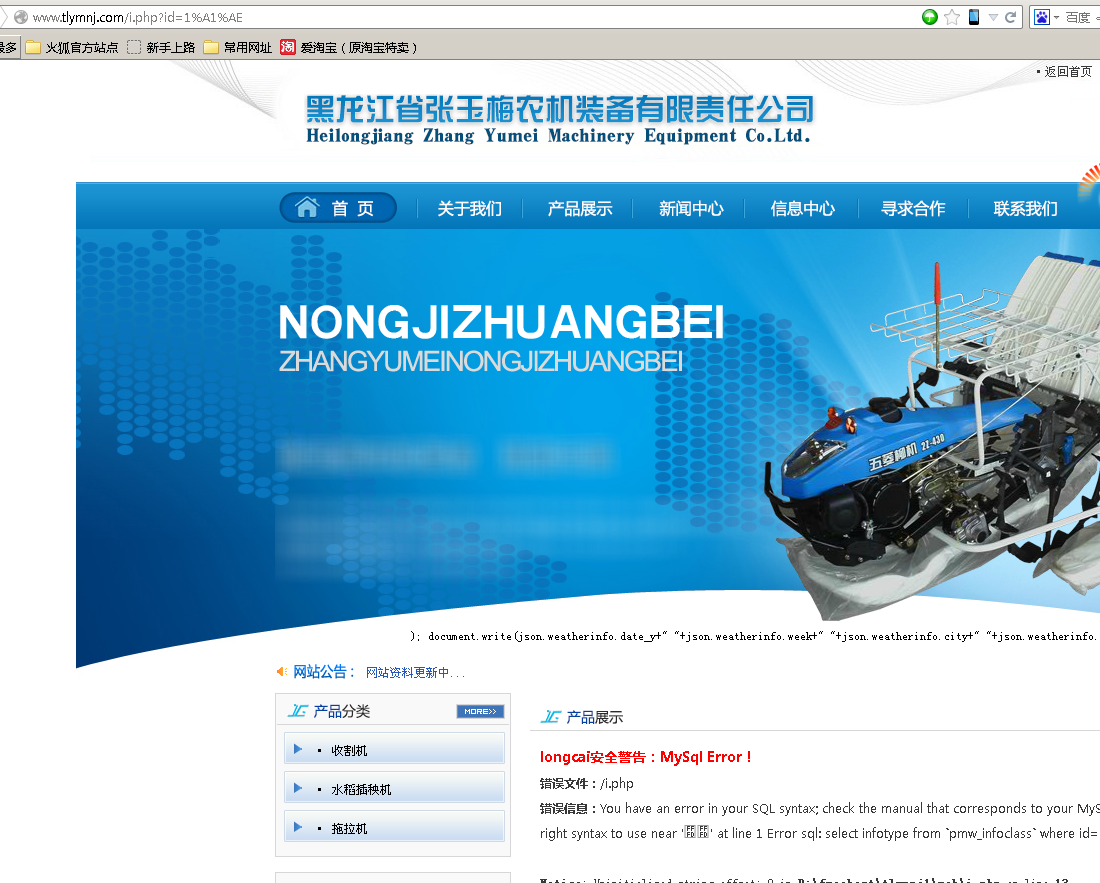 www.tlymnj.com/i.php?id=1%A1%AE
百度
最多 火狐官方站点 新手上路 常用网址 淘 爱淘宝（原淘宝特卖）
▪ 返回首页
黑龙江省张玉梅农机装备有限责任公司
Heilongjiang Zhang Yumei Machinery Equipment Co.Ltd.
首 页 关于我们 产品展示 新闻中心 信息中心 寻求合作 联系我们
NONGJIZHUANGBEI
ZHANGYUMEINONGJIZHUANGBEI
五菱柳机 2Z-430
); document.write(json.weatherinfo.date_y+" "+json.weatherinfo.week+" "+json.weatherinfo.city+" "+json.weatherinfo.
网站公告： 网站资料更新中...
产品分类 MORE>>
▪ 收割机
▪ 水稻插秧机
▪ 拖拉机
产品展示
longcai安全警告：MySql Error！
错误文件：/i.php
错误信息：You have an error in your SQL syntax; check the manual that corresponds to your MyS
right syntax to use near '' at line 1 Error sql: select infotype from `pmw_infoclass` where id=